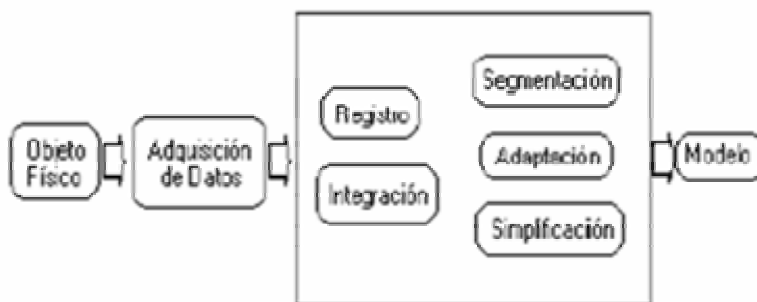 Objeto
Físico
Adquisición
de Datos
Registro
Integración
Segmentación
Adaptación
Simplificación
Modelo